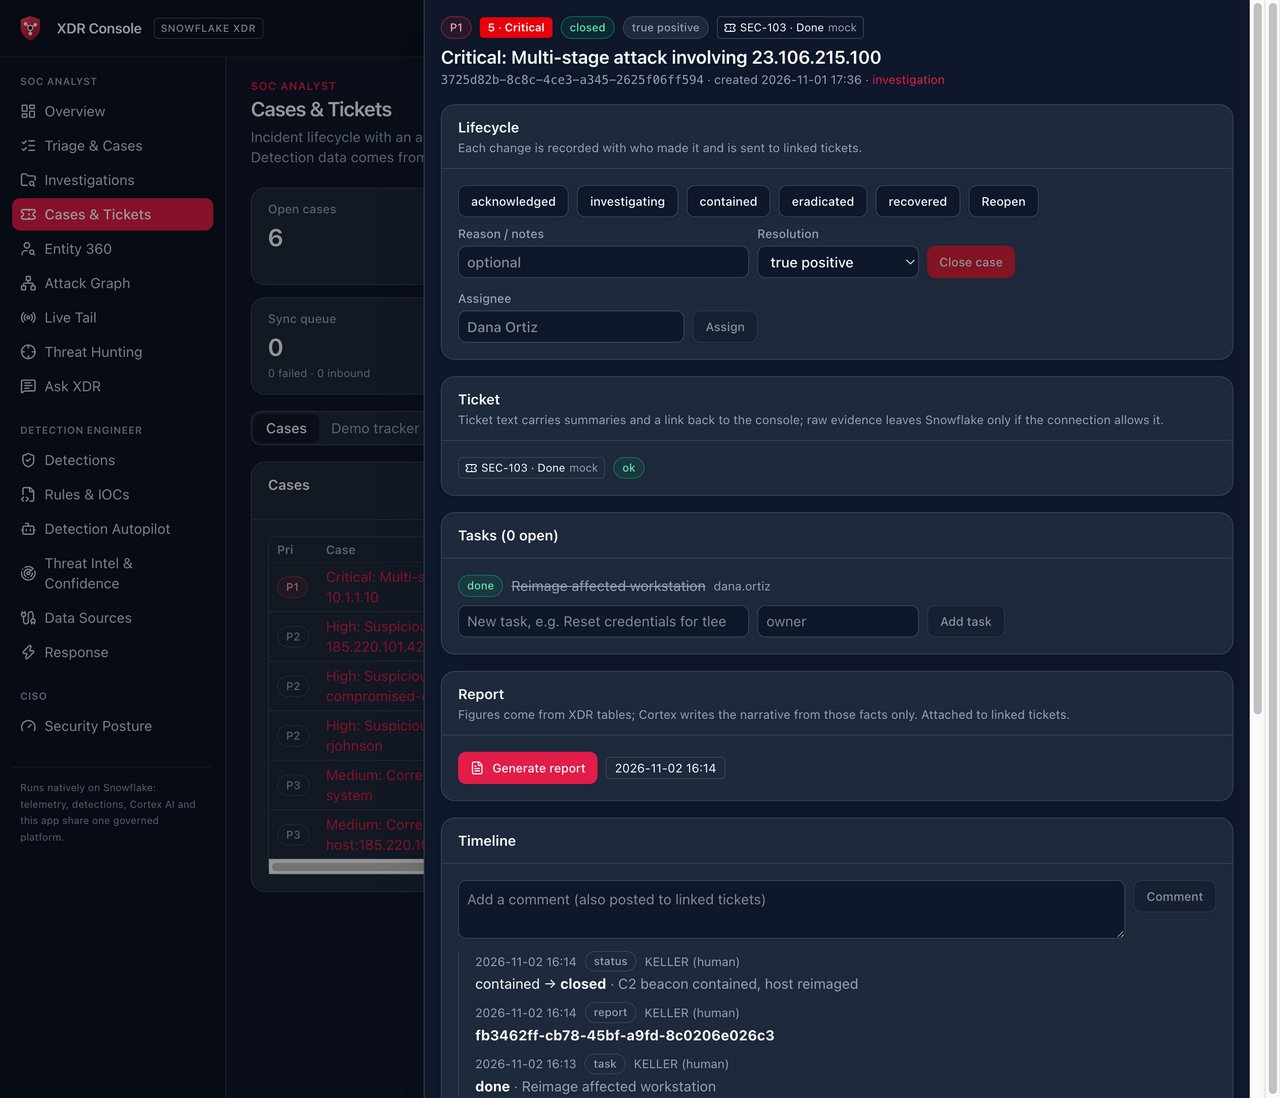 XDR Console
SNOWFLAKE XDR
SOC ANALYST
Overview
Triage & Cases
Investigations
Cases & Tickets
Entity 360
Attack Graph
Live Tail
Threat Hunting
Ask XDR
DETECTION ENGINEER
Detections
Rules & IOCs
Detection Autopilot
Threat Intel &
Confidence
Data Sources
Response
CISO
Security Posture
Runs natively on Snowflake:
telemetry, detections, Cortex AI and
this app share one governed
platform.
SOC ANALYST
Cases & Tickets
Incident lifecycle with an a
Detection data comes from
Open cases
6
Sync queue
0
0 failed · 0 inbound
Cases Demo tracker
Cases
Pri Case
P1 Critical: Multi-s
10.1.1.10
P2 High: Suspiciou
185.220.101.42
P2 High: Suspiciou
compromised-
P2 High: Suspiciou
rjohnson
P3 Medium: Corre
system
P3 Medium: Corre
host:185.220.10
P1 5 · Critical closed true positive SEC-103 · Done mock
Critical: Multi-stage attack involving 23.106.215.100
3725d82b-8c8c-4ce3-a345-2625f06ff594 · created 2026-11-01 17:36 · investigation
Lifecycle
Each change is recorded with who made it and is sent to linked tickets.
acknowledged investigating contained eradicated recovered Reopen
Reason / notes Resolution
optional true positive Close case
Assignee
Dana Ortiz Assign
Ticket
Ticket text carries summaries and a link back to the console; raw evidence leaves Snowflake only if the connection allows it.
SEC-103 · Done mock ok
Tasks (0 open)
done Reimage affected workstation dana.ortiz
New task, e.g. Reset credentials for tlee owner Add task
Report
Figures come from XDR tables; Cortex writes the narrative from those facts only. Attached to linked tickets.
Generate report 2026-11-02 16:14
Timeline
Add a comment (also posted to linked tickets) Comment
2026-11-02 16:14 status KELLER (human)
contained → closed · C2 beacon contained, host reimaged
2026-11-02 16:14 report KELLER (human)
fb3462ff-cb78-45bf-a9fd-8c0206e026c3
2026-11-02 16:13 task KELLER (human)
done · Reimage affected workstation